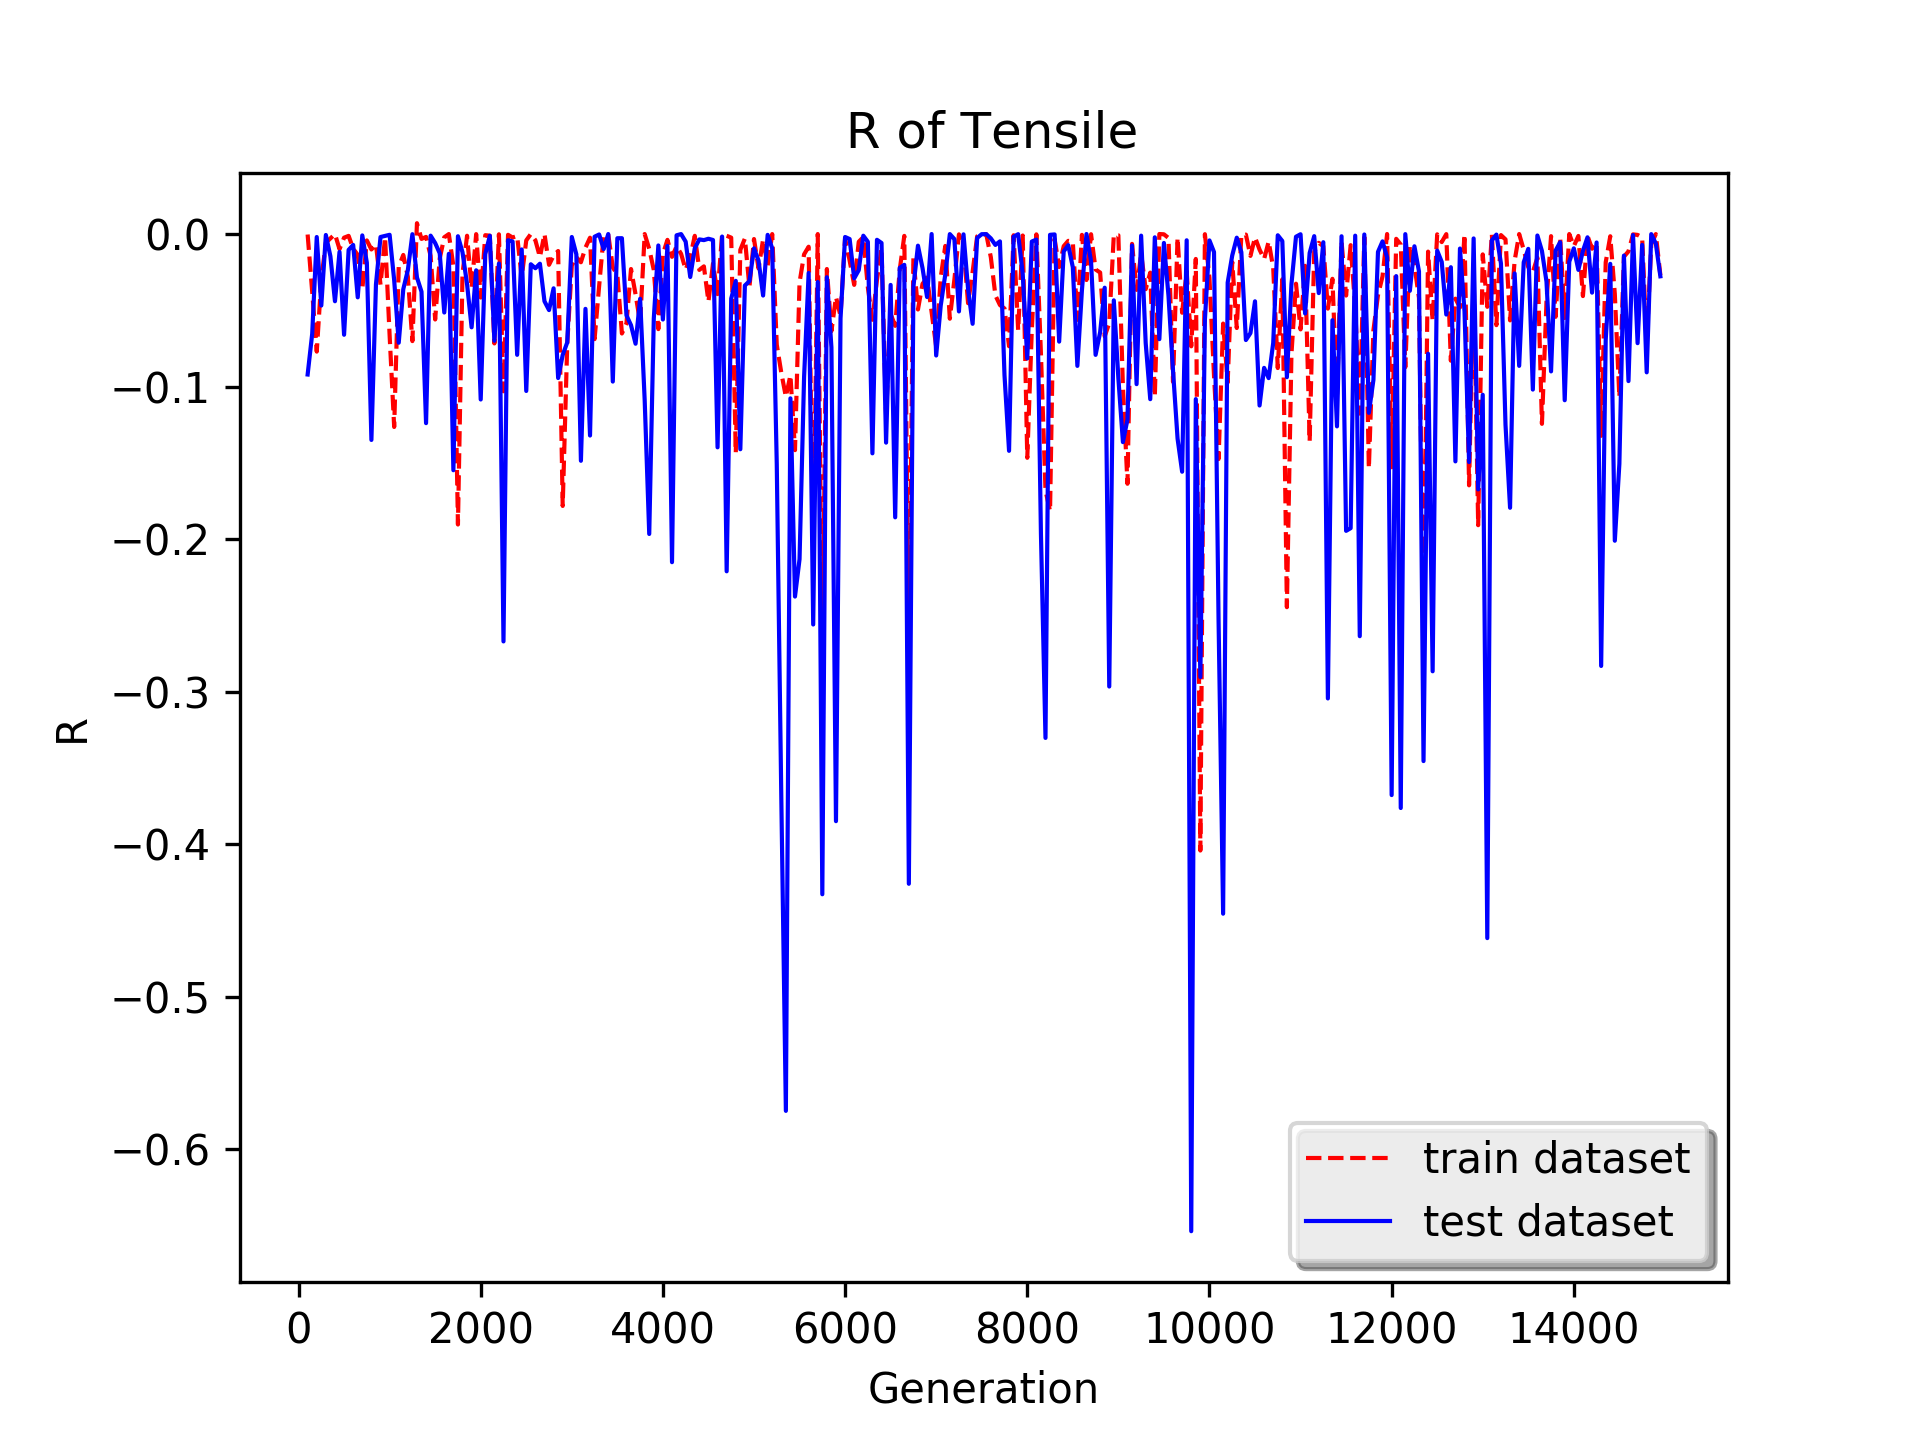 R of Tensile
0.0
−0.1
−0.2
−0.3
−0.4
−0.5
−0.6
R
train dataset
test dataset
0 2000 4000 6000 8000 10000 12000 14000
Generation